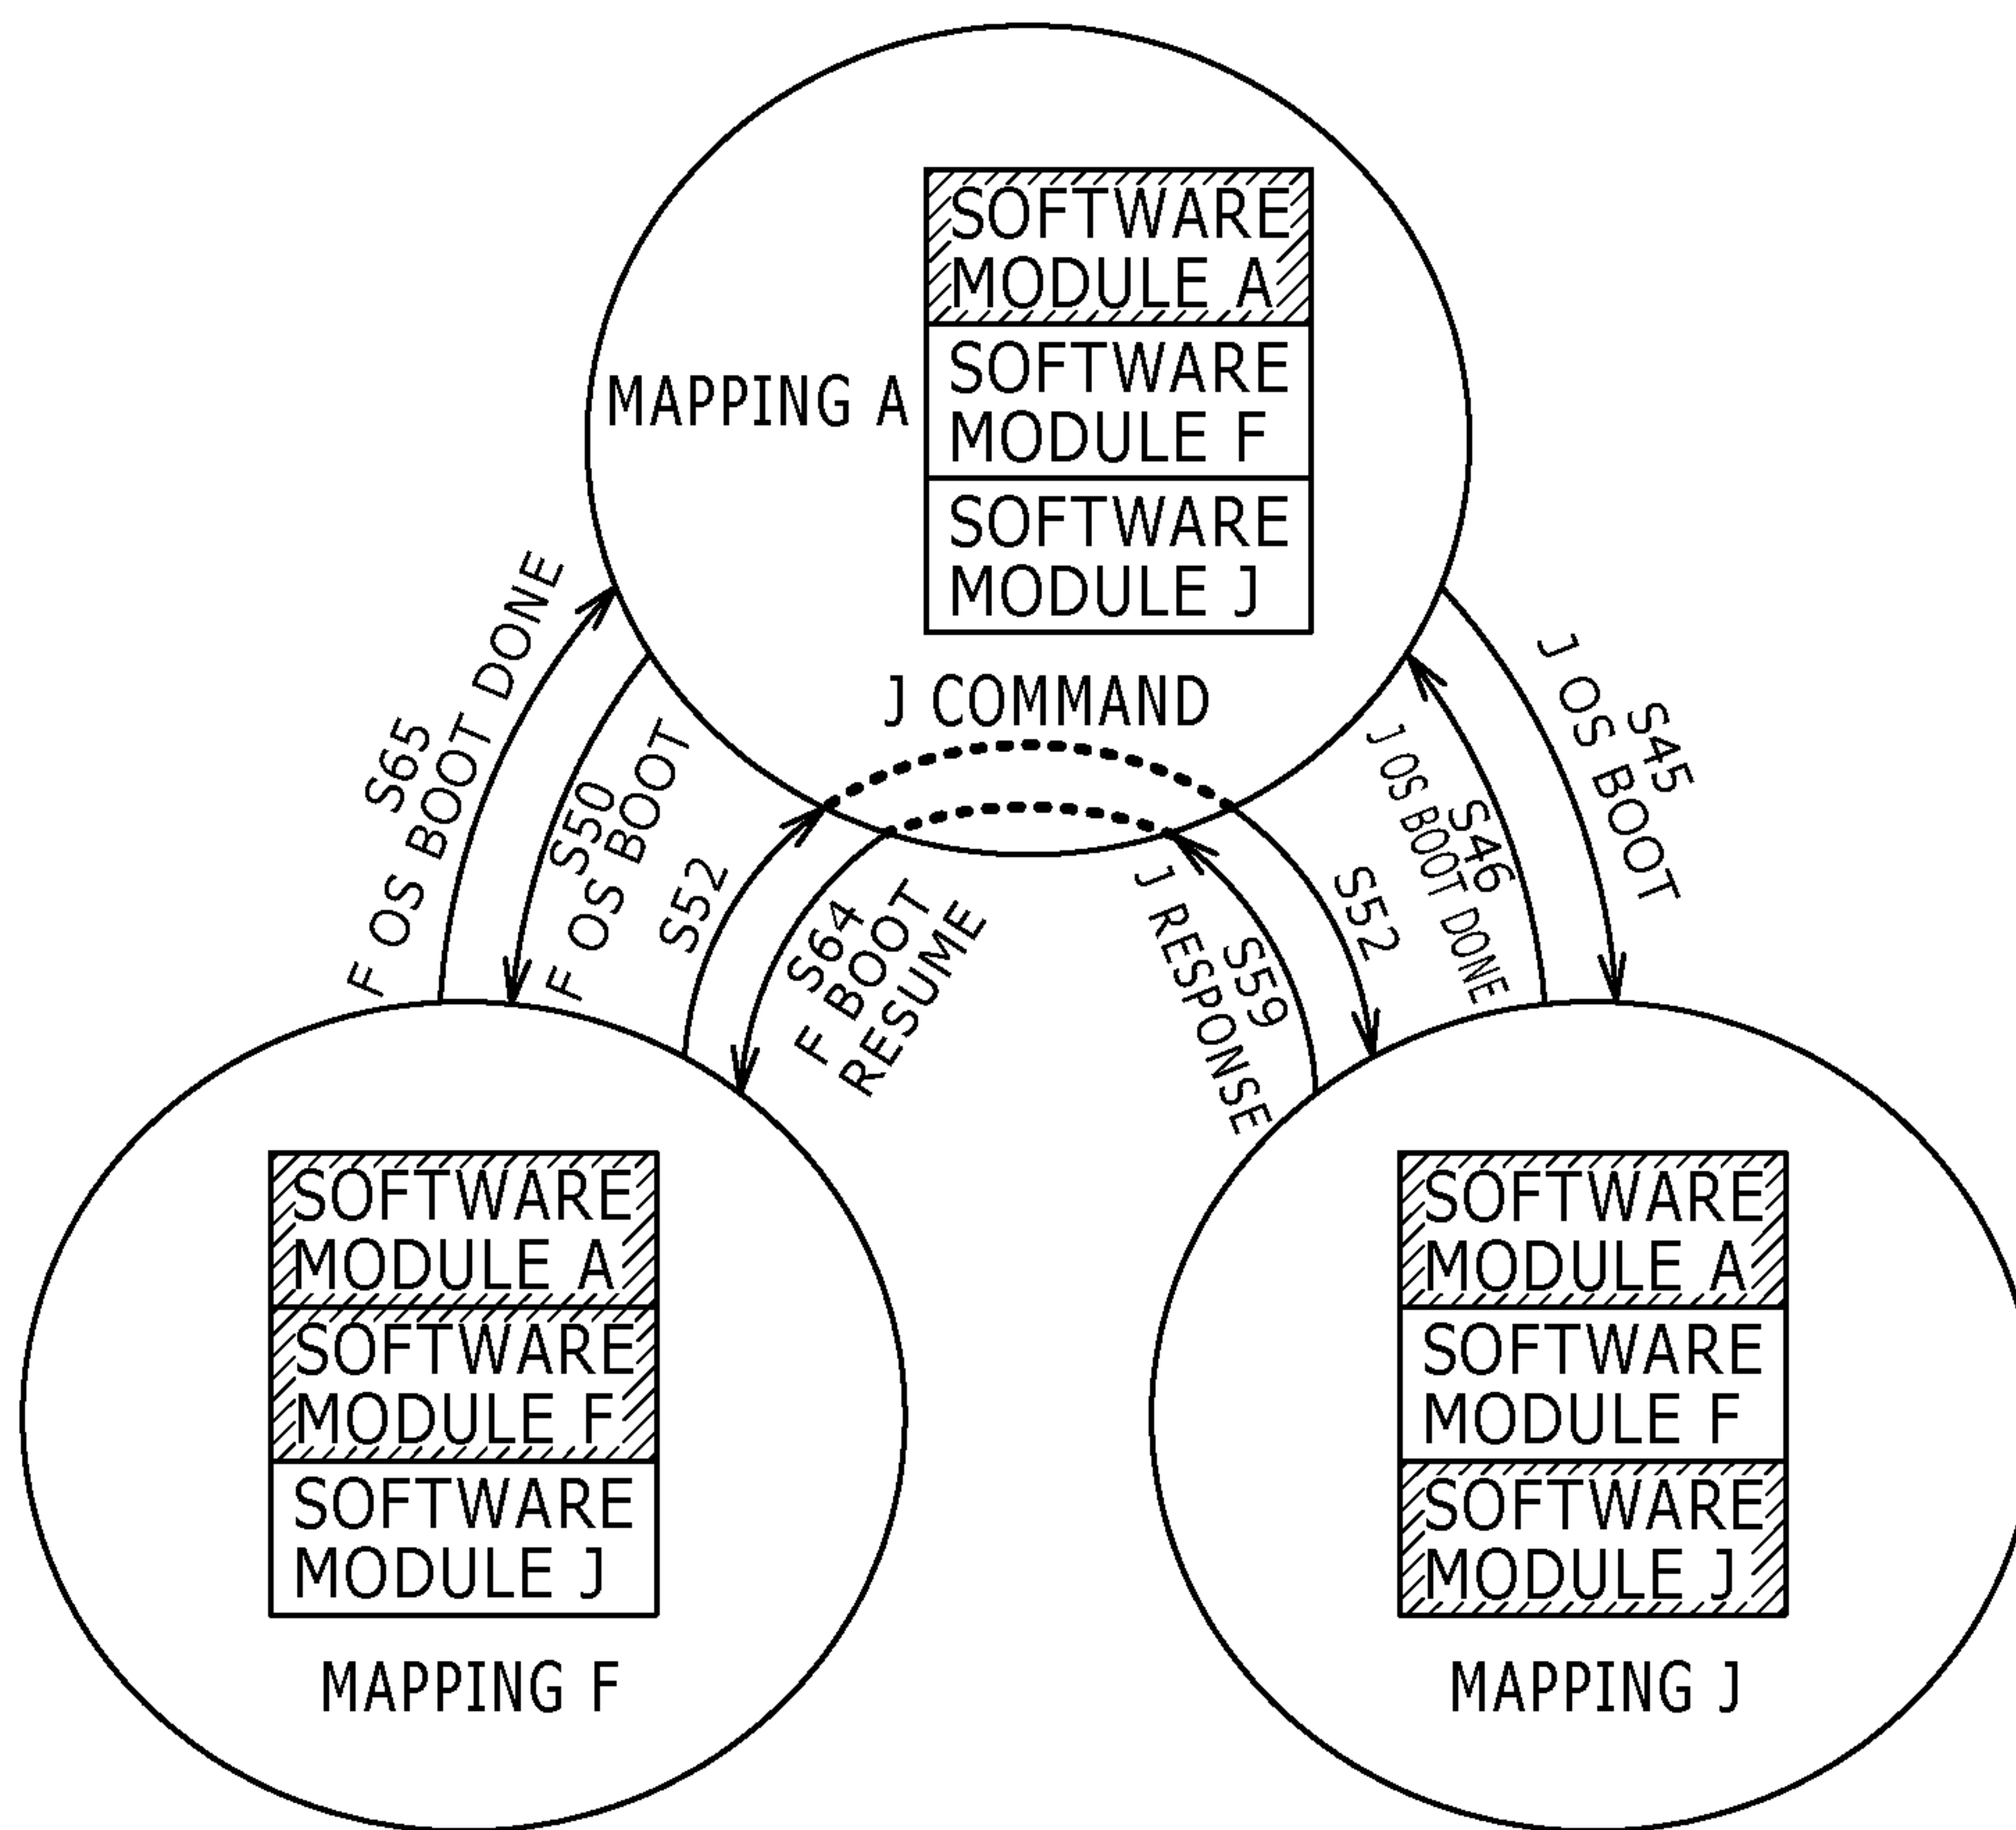 SOFTWARE
MODULE A
SOFTWARE
MODULE F
SOFTWARE
MODULE J
MAPPING A
J COMMAND
S65
F OS BOOT DONE
S50
F OS BOOT
S52
S64
F BOOT
RESUME
S59
J RESPONSE
S52
S46
J OS BOOT DONE
S45
J OS BOOT
SOFTWARE
MODULE A
SOFTWARE
MODULE F
SOFTWARE
MODULE J
MAPPING F
SOFTWARE
MODULE A
SOFTWARE
MODULE F
SOFTWARE
MODULE J
MAPPING J